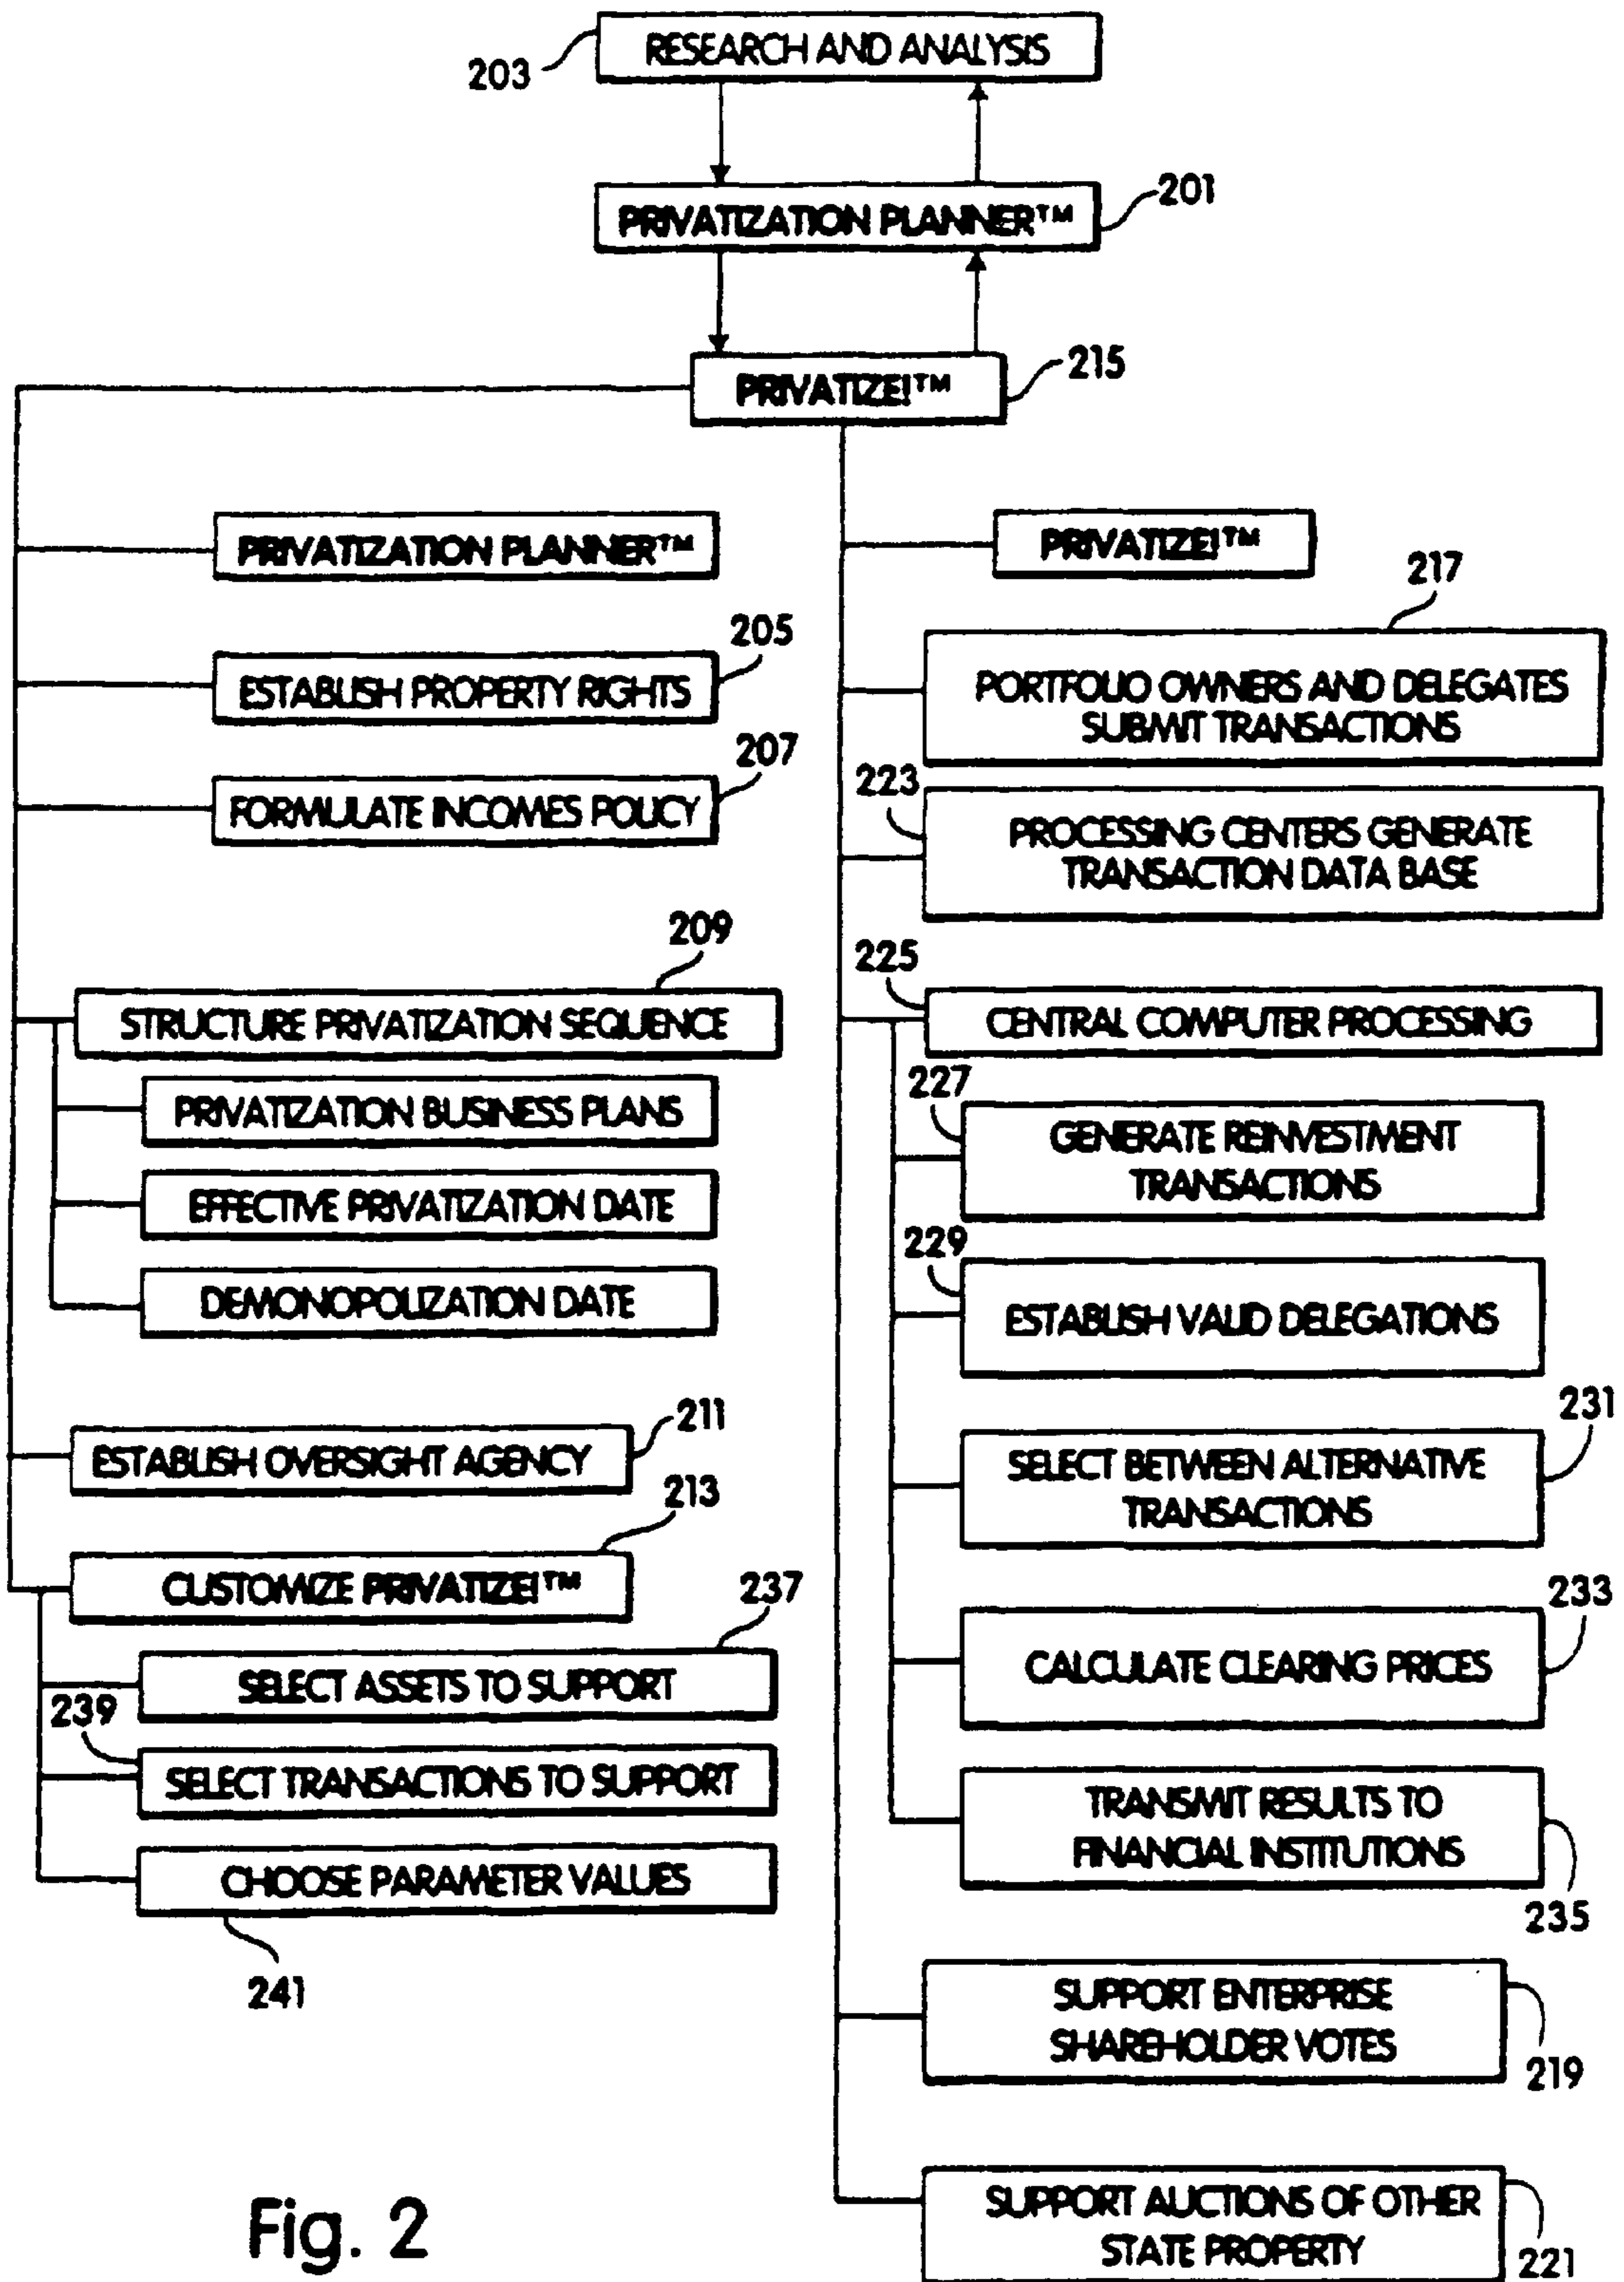 RESEARCH AND ANALYSIS
203
PRIVATIZATION PLANNER™
201
PRIVATIZE!™
215
PRIVATIZATION PLANNER™
205
ESTABLISH PROPERTY RIGHTS
207
FORMULATE INCOMES POLICY
209
STRUCTURE PRIVATIZATION SEQUENCE
PRIVATIZATION BUSINESS PLANS
EFFECTIVE PRIVATIZATION DATE
DEMONOPOLIZATION DATE
211
ESTABLISH OVERSIGHT AGENCY
213
CUSTOMIZE PRIVATIZE!™
237
SELECT ASSETS TO SUPPORT
239
SELECT TRANSACTIONS TO SUPPORT
CHOOSE PARAMETER VALUES
241
PRIVATIZE!™
217
PORTFOLIO OWNERS AND DELEGATES
SUBMIT TRANSACTIONS
223
PROCESSING CENTERS GENERATE
TRANSACTION DATA BASE
225
CENTRAL COMPUTER PROCESSING
227
GENERATE REINVESTMENT
TRANSACTIONS
229
ESTABLISH VALID DELEGATIONS
231
SELECT BETWEEN ALTERNATIVE
TRANSACTIONS
233
CALCULATE CLEARING PRICES
TRANSMIT RESULTS TO
FINANCIAL INSTITUTIONS
235
SUPPORT ENTERPRISE
SHAREHOLDER VOTES
219
SUPPORT AUCTIONS OF OTHER
STATE PROPERTY
221
Fig. 2